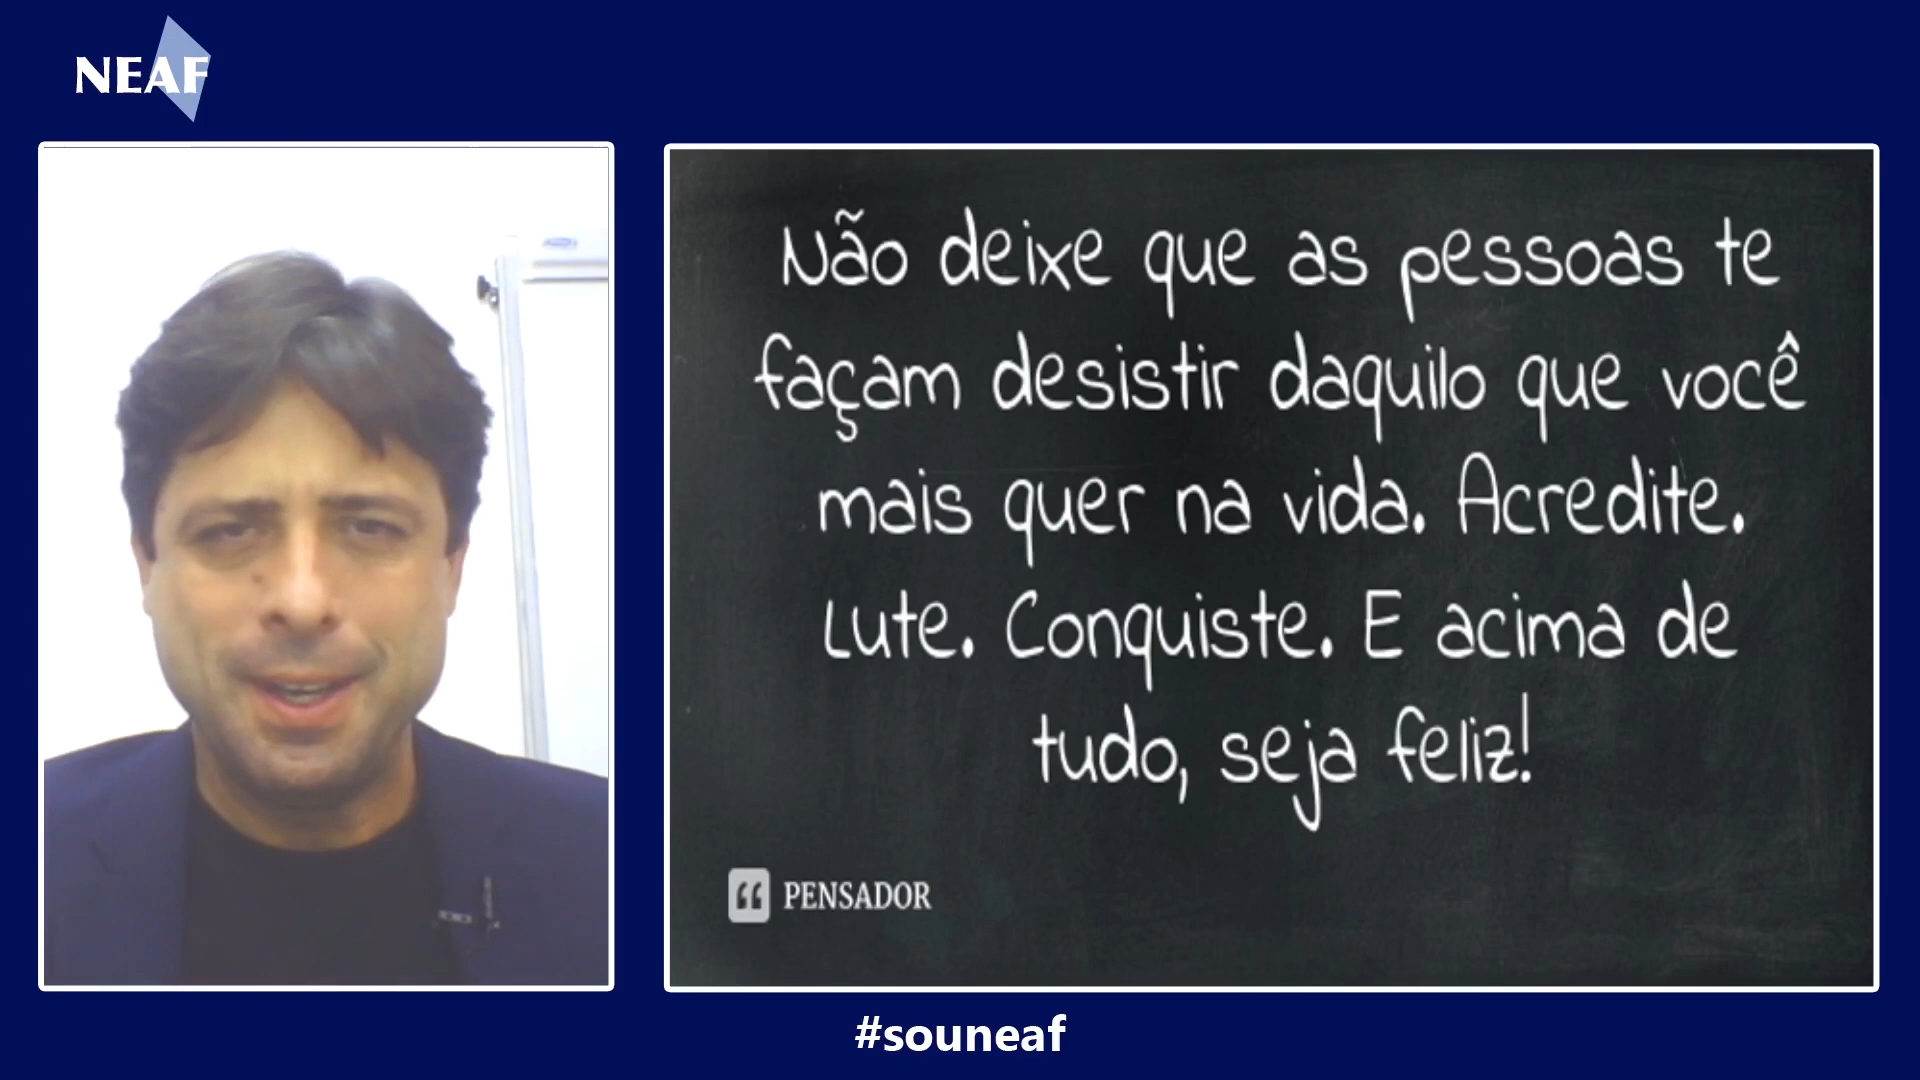 NEAF
Não deixe que as pessoas te
façam desistir daquilo que você
mais quer na vida. Acredite.
Lute. Conquiste. E acima de
tudo, seja feliz!
“ PENSADOR
#souneaf